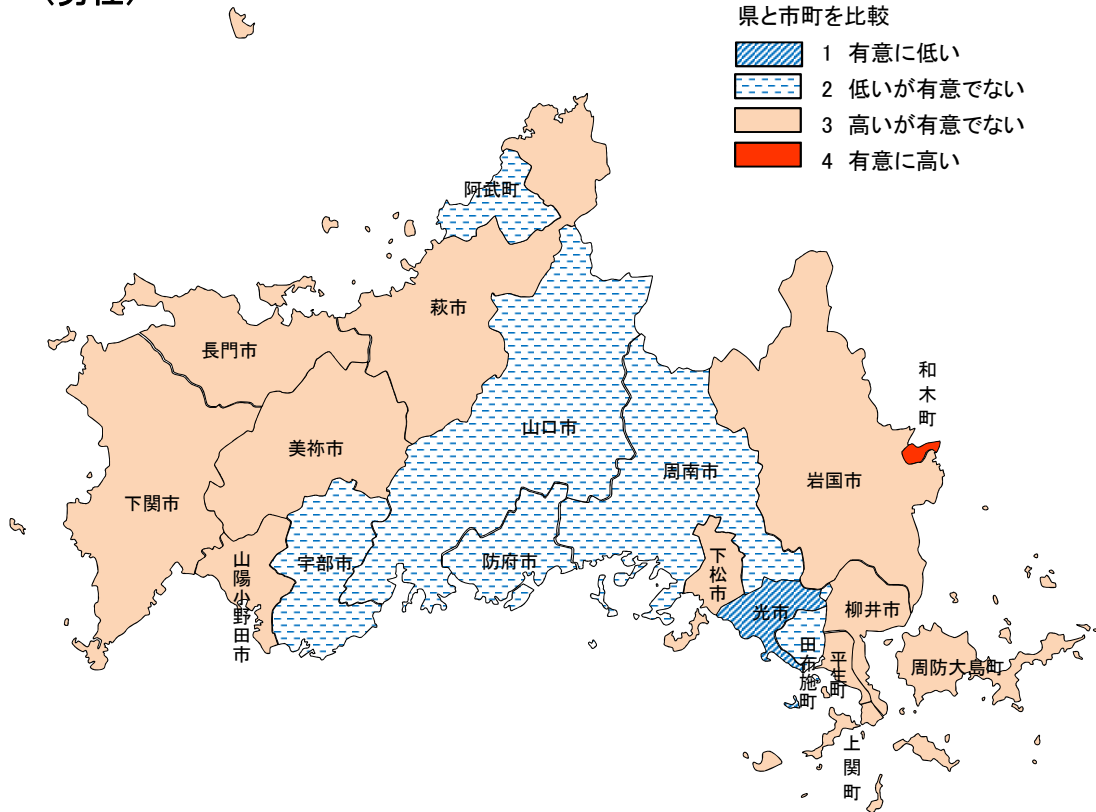 (男性)
県と市町を比較
1 有意に低い
2 低いが有意でない
3 高いが有意でない
4 有意に高い
阿武町
萩市
長門市
和木町
山口市
美祢市
周南市
岩国市
下関市
宇部市
防府市
山陽小野田市
下松市
光市
柳井市
田布施町
平生町
周防大島町
上関町